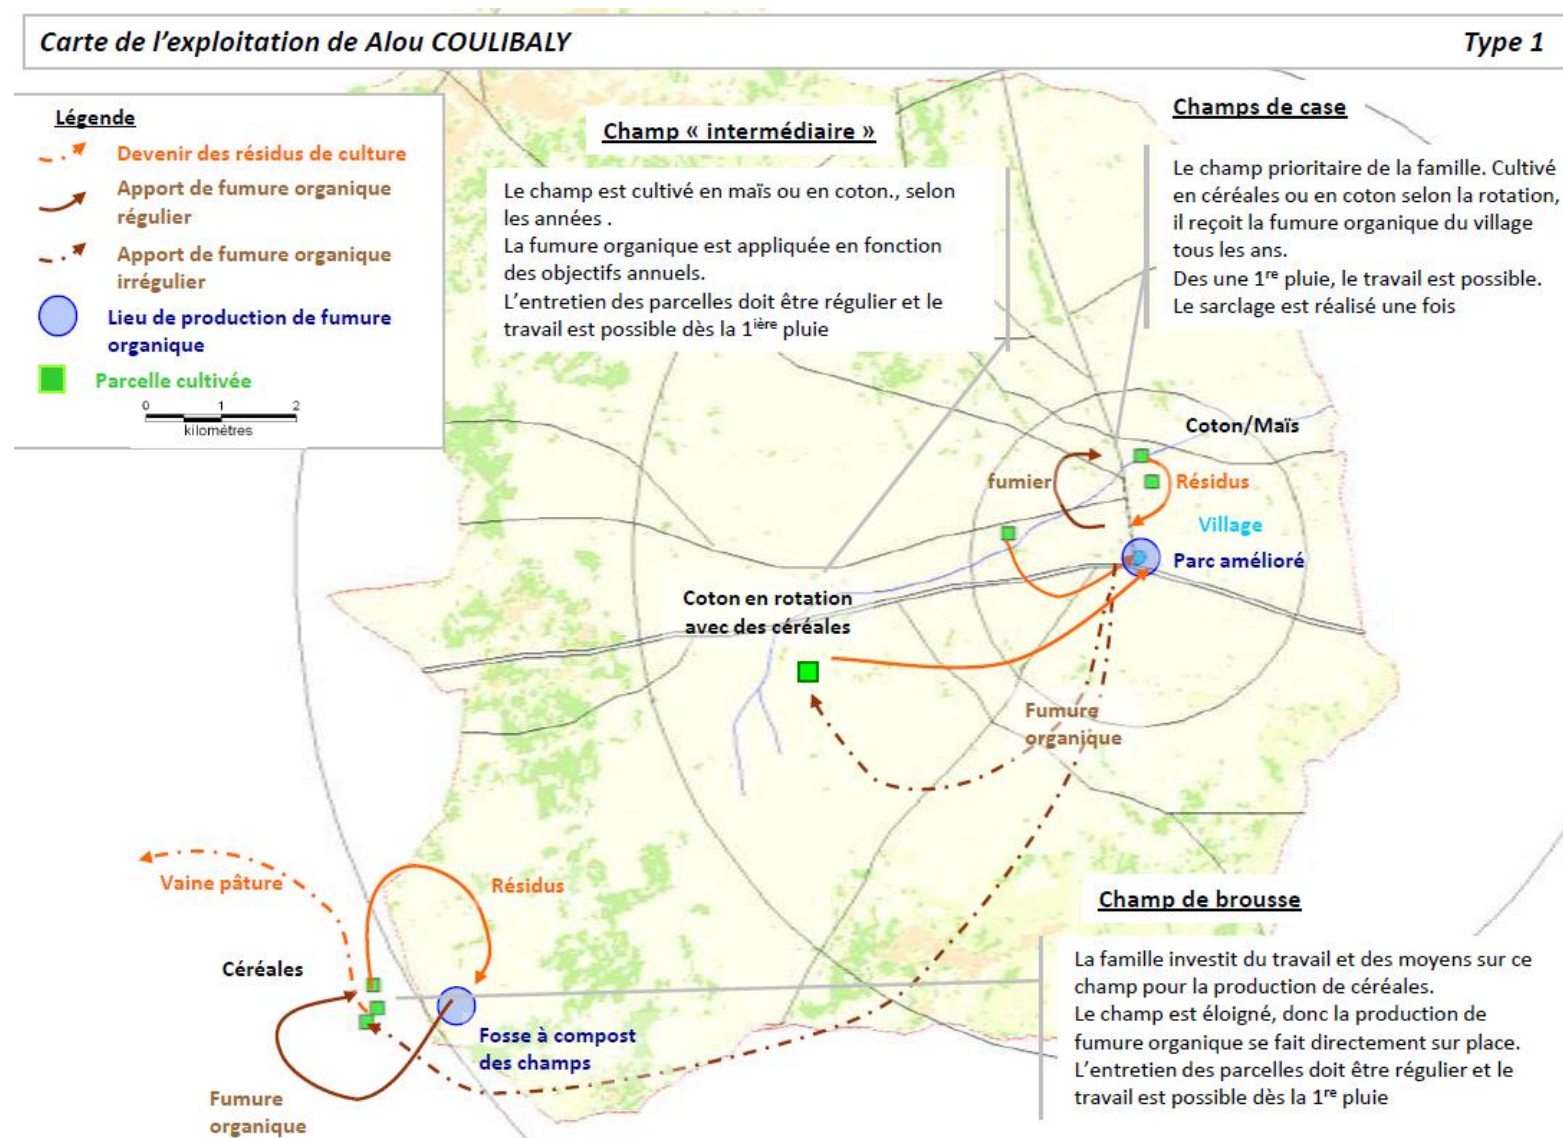 Carte de l'exploitation de Alou COULIBALY
Type 1
Légende
Devenir des résidus de culture
Apport de fumure organique
régulier
Apport de fumure organique
irrégulier
Lieu de production de fumure
organique
Parcelle cultivée
0 1 2
kilomètres
Champ « intermédiaire »
Le champ est cultivé en maïs ou en coton., selon
les années .
La fumure organique est appliquée en fonction
des objectifs annuels.
L'entretien des parcelles doit être régulier et le
travail est possible dès la 1ière pluie
Champs de case
Le champ prioritaire de la famille. Cultivé
en céréales ou en coton selon la rotation,
il reçoit la fumure organique du village
tous les ans.
Des une 1re pluie, le travail est possible.
Le sarclage est réalisé une fois
Coton/Maïs
fumier
Résidus
Village
Parc amélioré
Coton en rotation
avec des céréales
Fumure
organique
Vaine pâture
Résidus
Céréales
Fosse à compost
des champs
Fumure
organique
Champ de brousse
La famille investit du travail et des moyens sur ce
champ pour la production de céréales.
Le champ est éloigné, donc la production de
fumure organique se fait directement sur place.
L'entretien des parcelles doit être régulier et le
travail est possible dès la 1re pluie